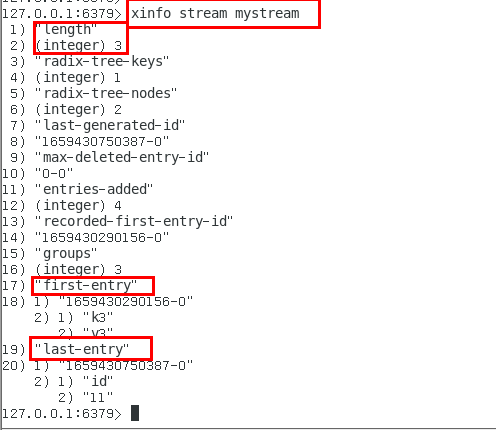 127.0.0.1:6379> xinfo stream mystream
1) "length"
2) (integer) 3
3) "radix-tree-keys"
4) (integer) 1
5) "radix-tree-nodes"
6) (integer) 2
7) "last-generated-id"
8) "1659430750387-0"
9) "max-deleted-entry-id"
10) "0-0"
11) "entries-added"
12) (integer) 4
13) "recorded-first-entry-id"
14) "1659430290156-0"
15) "groups"
16) (integer) 3
17) "first-entry"
18) 1) "1659430290156-0"
2) 1) "k3"
2) "v3"
19) "last-entry"
20) 1) "1659430750387-0"
2) 1) "id"
2) "11"
127.0.0.1:6379>